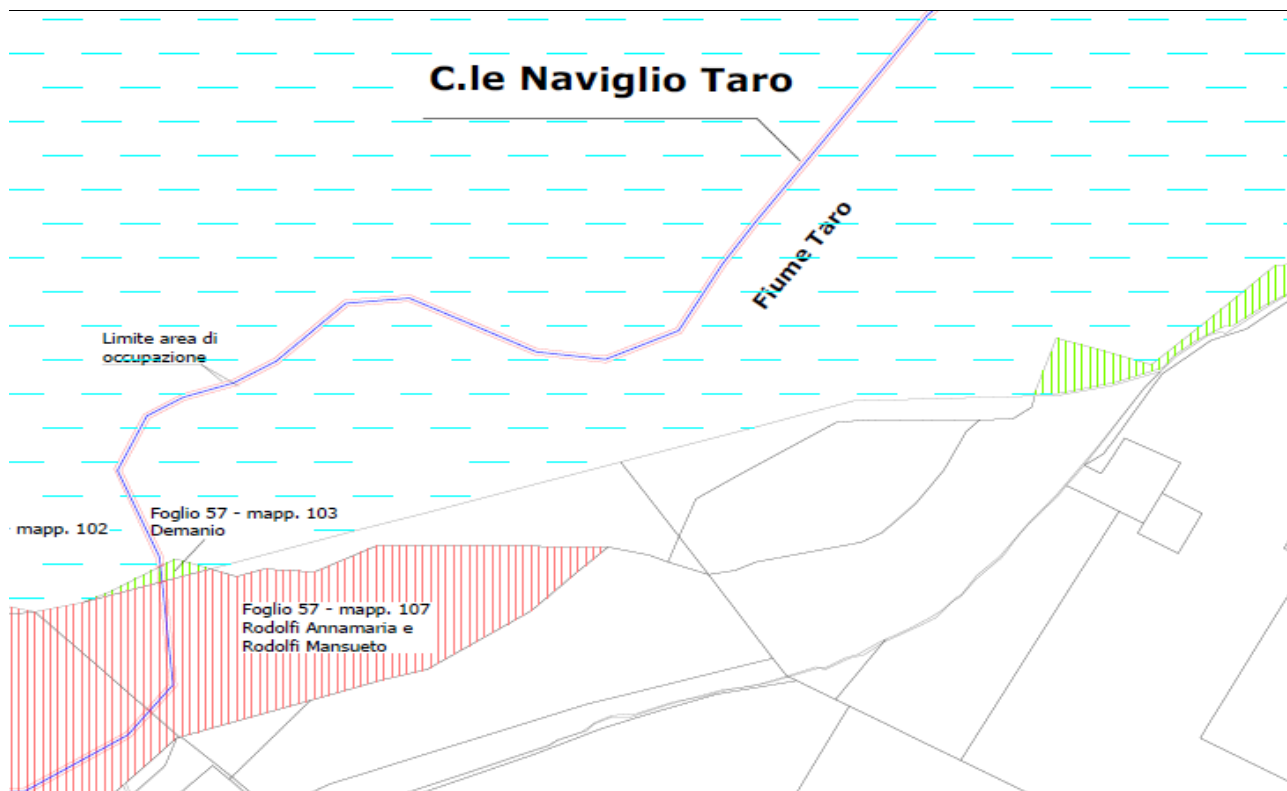 C.le Naviglio Taro
Fiume Taro
Limite area di
occupazione
mapp. 102
Foglio 57 - mapp. 103
Demanio
Foglio 57 - mapp. 107
Rodolfi Annamaria e
Rodolfi Mansueto